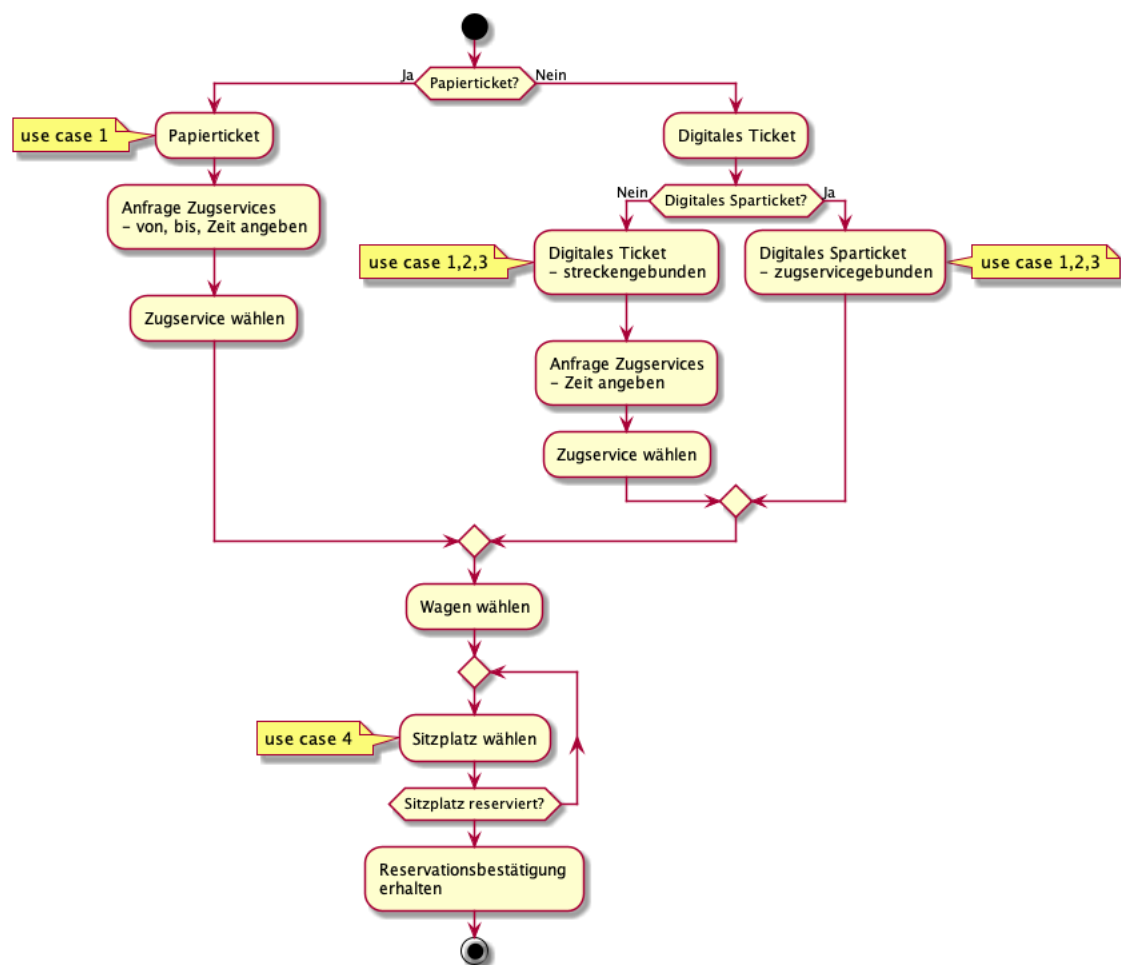 Papierticket?
Ja
Nein
use case 1
Papierticket
Anfrage Zugservices
– von, bis, Zeit angeben
Zugservice wählen
Digitales Ticket
Digitales Sparticket?
Nein
Ja
use case 1,2,3
Digitales Ticket
– streckengebunden
Anfrage Zugservices
– Zeit angeben
Zugservice wählen
Digitales Sparticket
– zugservicegebunden
use case 1,2,3
Wagen wählen
use case 4
Sitzplatz wählen
Sitzplatz reserviert?
Reservationsbestätigung
erhalten